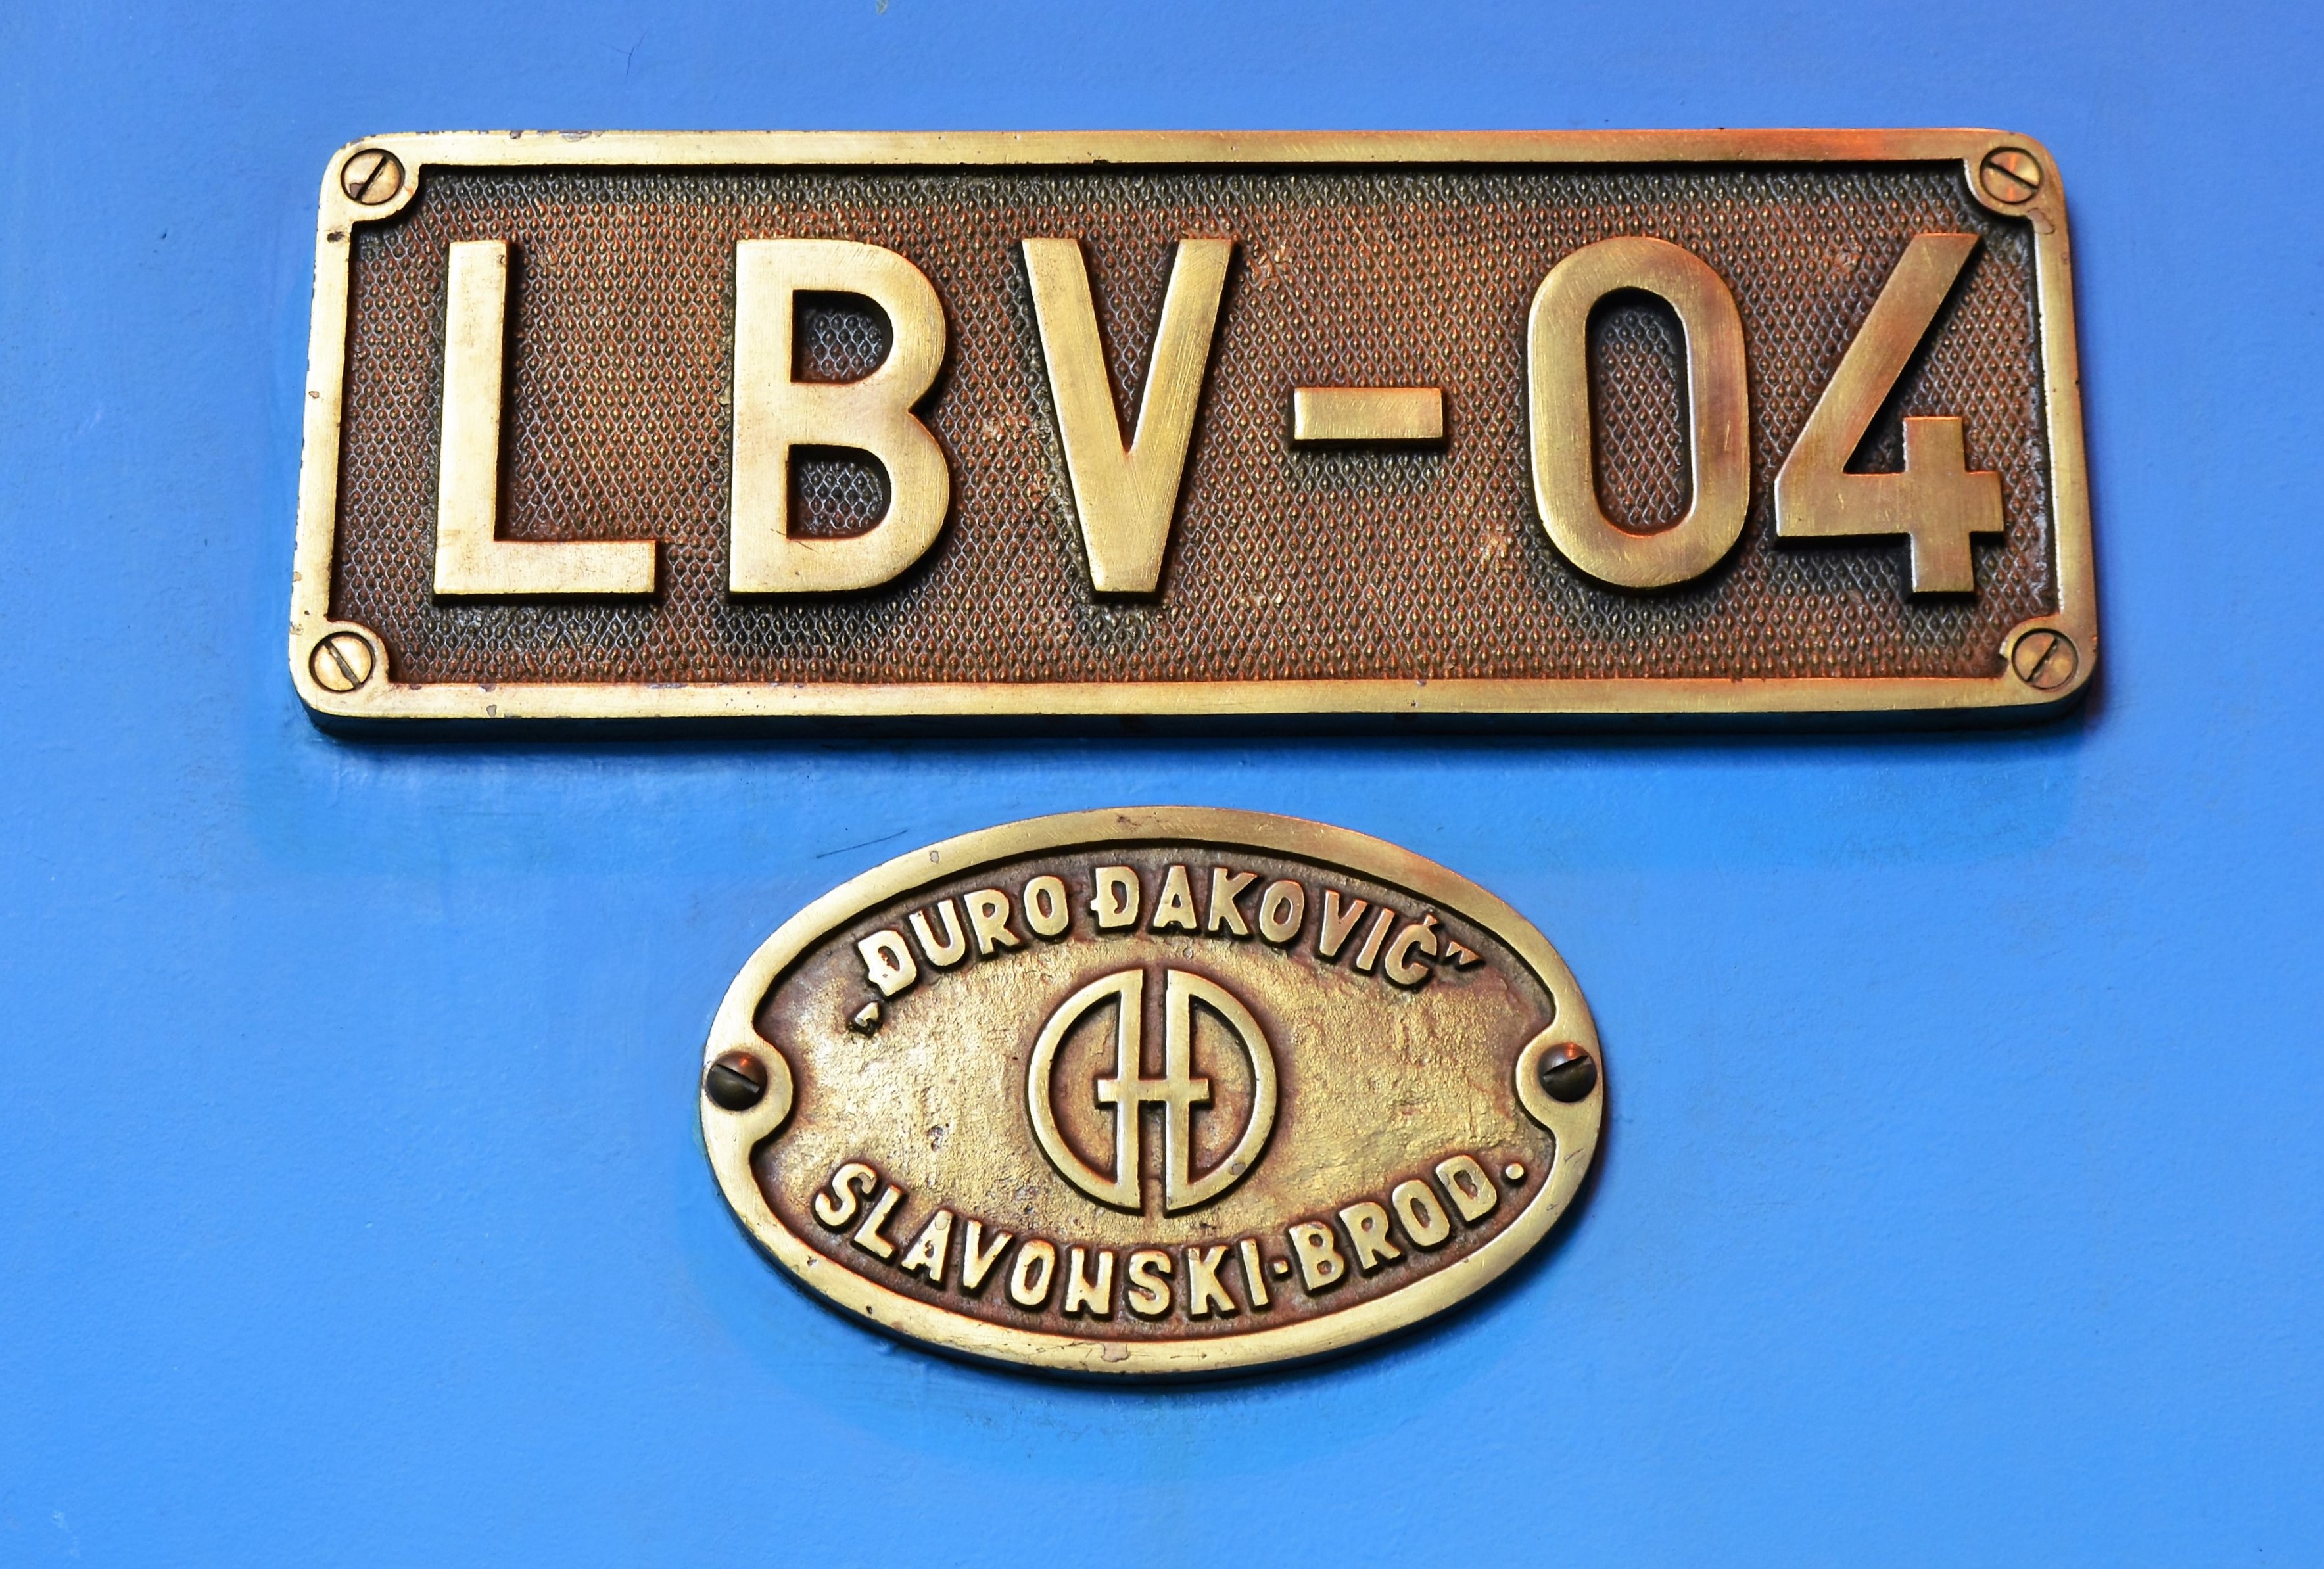 LBV-04
„ĐURO ĐAKOVIĆ”
SLAVONSKI-BROD.